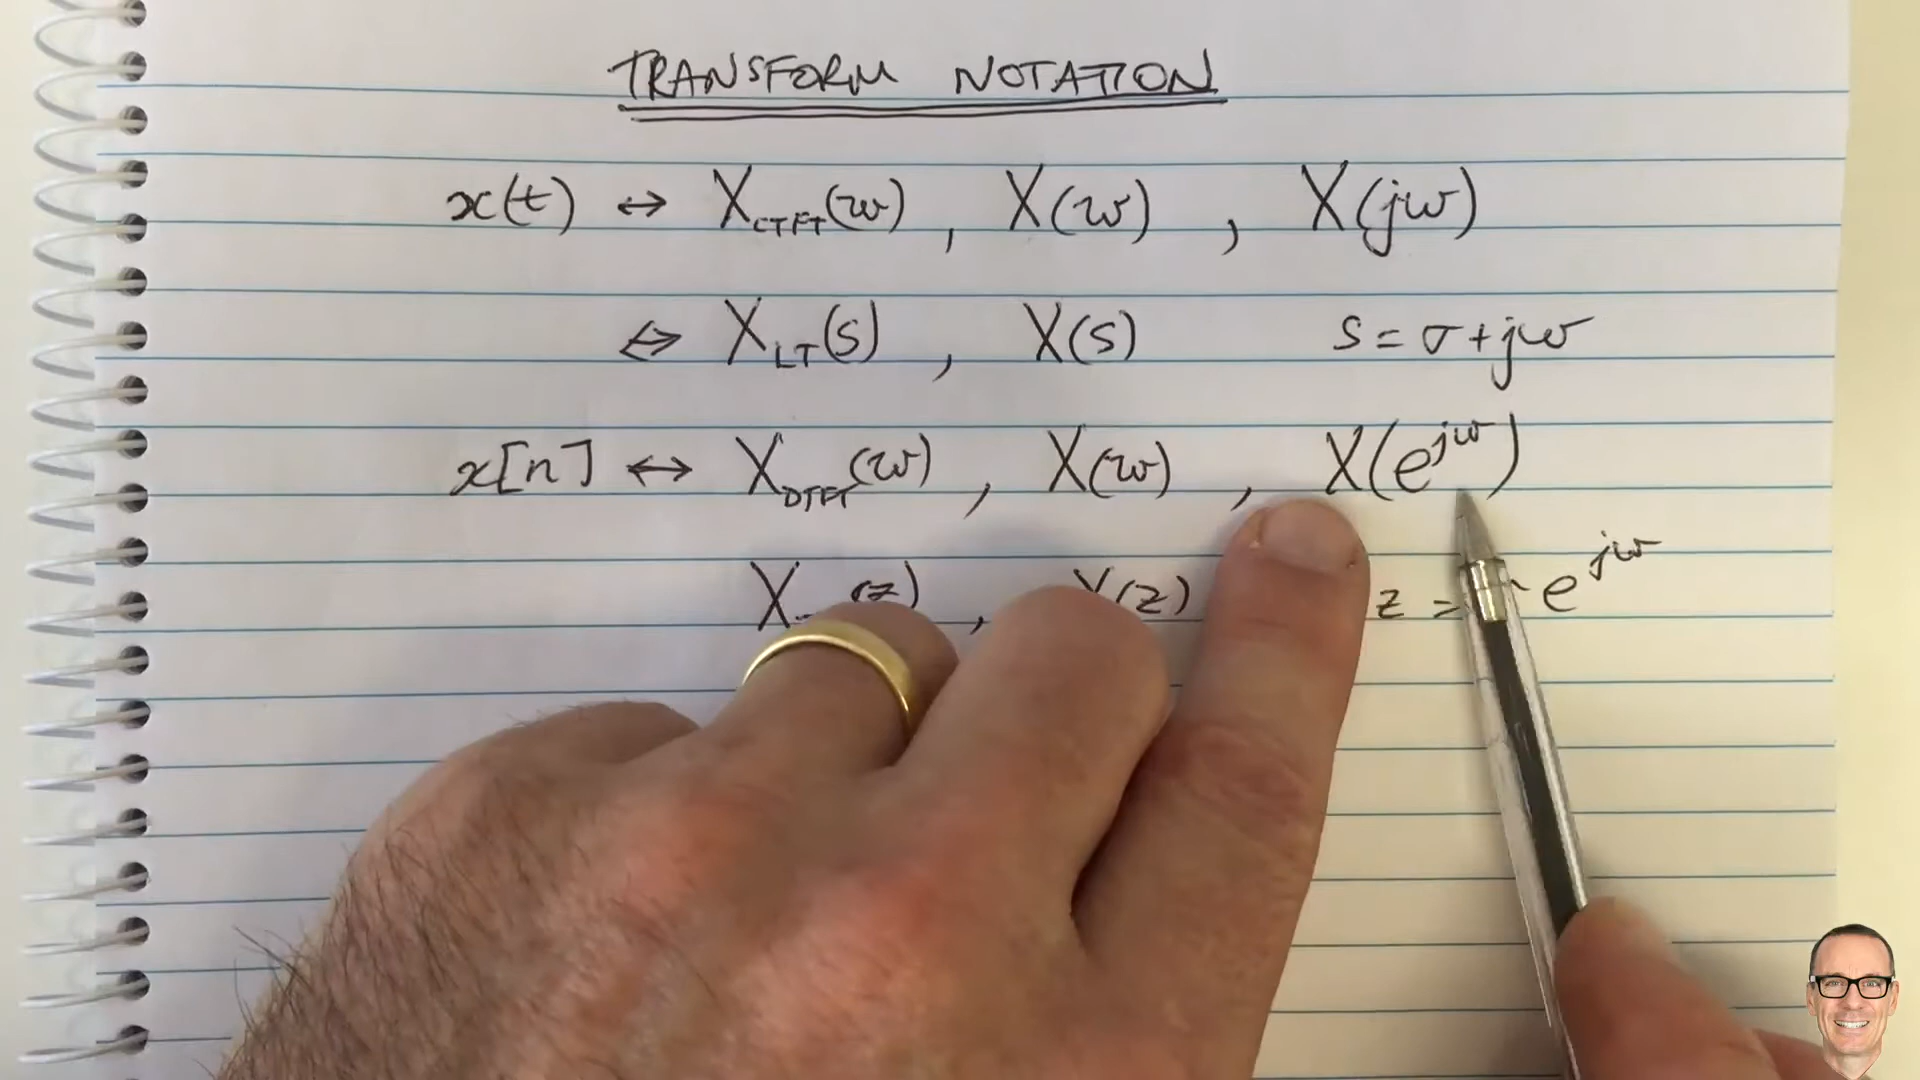 TRANSFORM NOTATION
x(t) ↔ X_CTFT(ω) , X(ω) , X(jω)
⇔ X_LT(s) , X(s) s = σ + jω
x[n] ↔ X_DTFT(ω) , X(ω) , X(e^jω)
X (z) , X(z) z = r e^jω